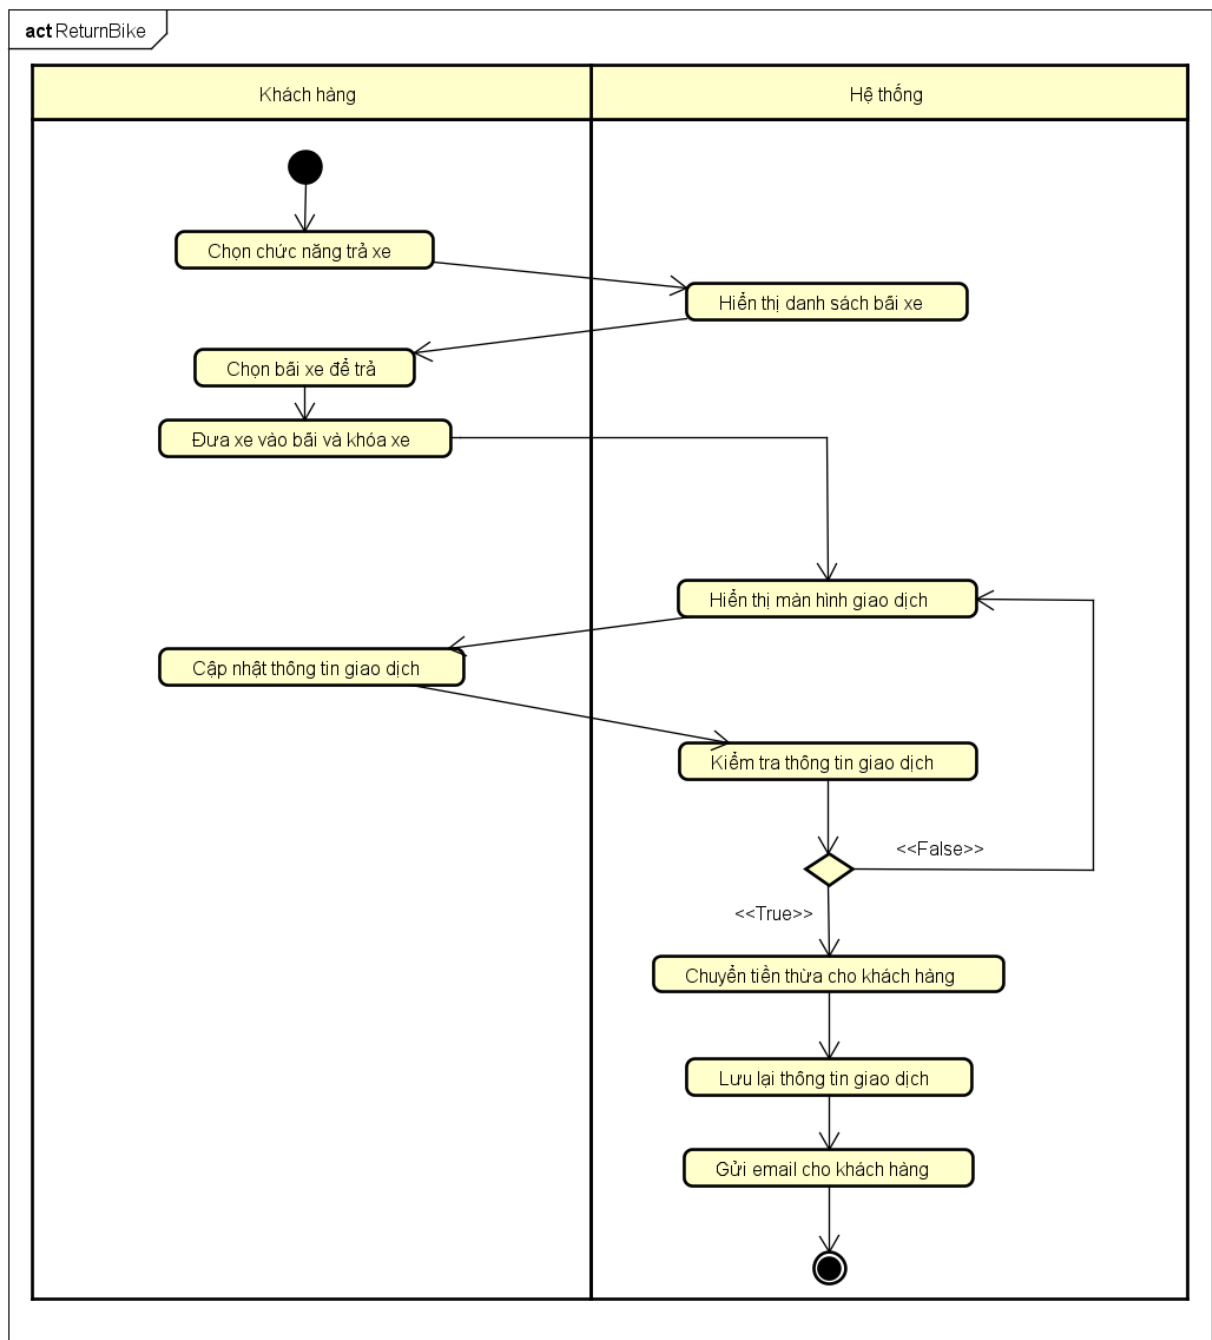 act ReturnBike
Khách hàng
Hệ thống
Chọn chức năng trả xe
Hiển thị danh sách bãi xe
Chọn bãi xe để trả
Đưa xe vào bãi và khóa xe
Hiển thị màn hình giao dịch
Cập nhật thông tin giao dịch
Kiểm tra thông tin giao dịch
<<False>>
<<True>>
Chuyển tiền thừa cho khách hàng
Lưu lại thông tin giao dịch
Gửi email cho khách hàng